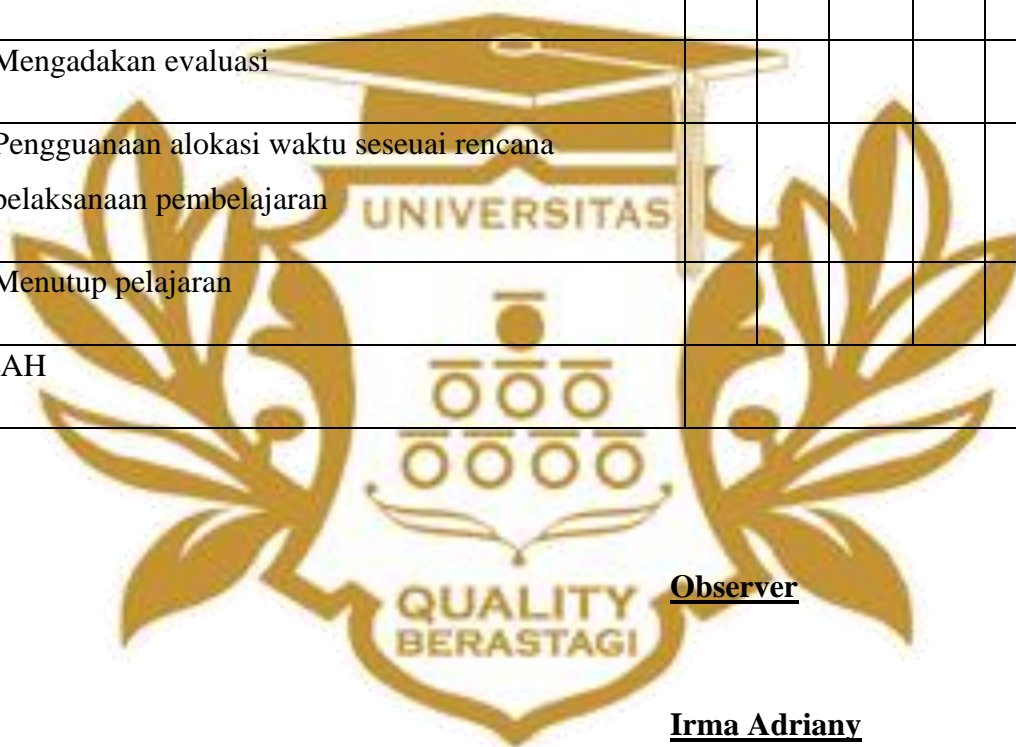 Mengadakan evaluasi
Pengguanaan alokasi waktu seseuai rencana
pelaksanaan pembelajaran
UNIVERSITAS
Menutup pelajaran
AH
QUALITY
BERASTAGI
Observer
Irma Adriany